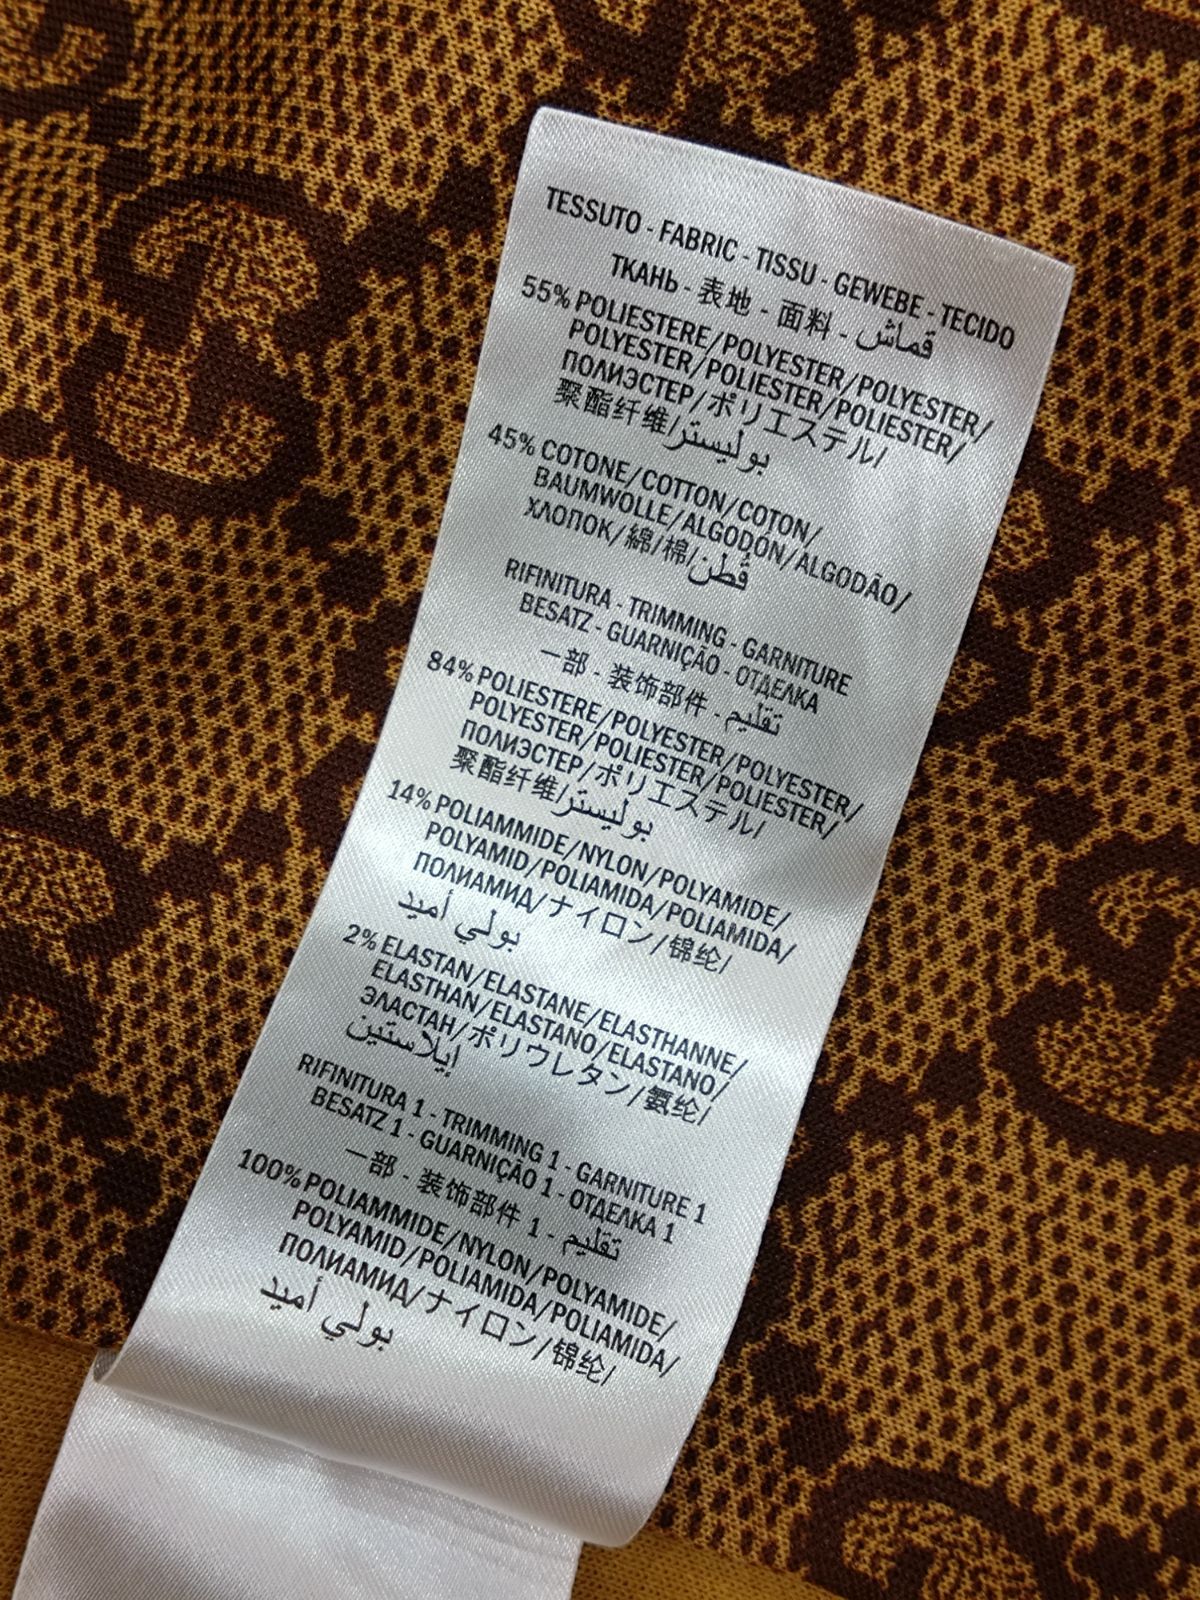 TESSUTO - FABRIC - TISSU - GEWEBE - TECIDO
ТКАНЬ - 表地 - 面料 - قماش
55% POLIESTERE/POLYESTER/POLYESTER/
POLYESTER/POLIESTER/POLIESTER/
ПОЛИЭСТЕР/ポリエステル/
聚酯纤维/بوليستر
45% COTONE/COTTON/COTON/
BAUMWOLLE/ALGODÓN/ALGODÃO/
ХЛОПОК/綿/棉/قطن
RIFINITURA - TRIMMING - GARNITURE
BESATZ - GUARNIÇÃO - ОТДЕЛКА
一部 - 装饰部件 - تقليم
84% POLIESTERE/POLYESTER/POLYESTER/
POLYESTER/POLIESTER/POLIESTER/
ПОЛИЭСТЕР/ポリエステル/
聚酯纤维/بوليستر
14% POLIAMMIDE/NYLON/POLYAMIDE/
POLYAMID/POLIAMIDA/POLIAMIDA/
ПОЛИАМИД/ナイロン/锦纶/
بولي أميد
2% ELASTAN/ELASTANE/ELASTHANNE/
ELASTHAN/ELASTANO/ELASTANO/
ЭЛАСТАН/ポリウレタン/氨纶/
إيلاستين
RIFINITURA 1 - TRIMMING 1 - GARNITURE 1
BESATZ 1 - GUARNIÇÃO 1 - ОТДЕЛКА 1
一部 - 装饰部件 1 - تقليم
100% POLIAMMIDE/NYLON/POLYAMIDE/
POLYAMID/POLIAMIDA/POLIAMIDA/
ПОЛИАМИД/ナイロン/锦纶/
بولي أميد